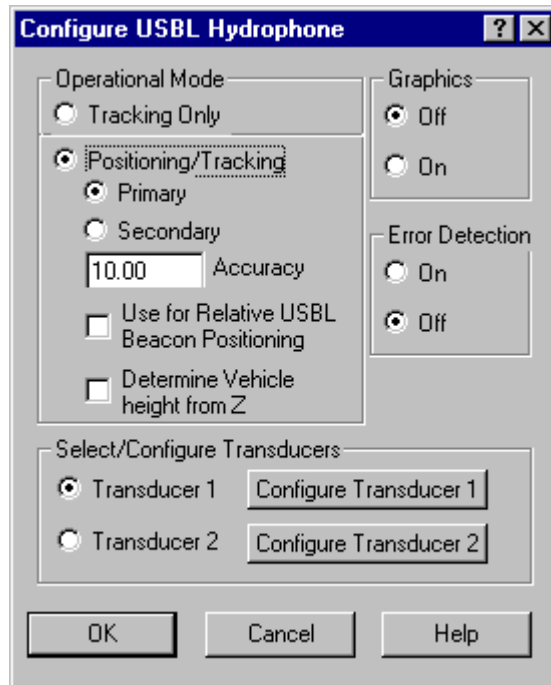 Configure USBL Hydrophone
Operational Mode
Tracking Only
Positioning/Tracking
Primary
Secondary
10.00 Accuracy
Use for Relative USBL
Beacon Positioning
Determine Vehicle
height from Z
Graphics
Off
On
Error Detection
On
Off
Select/Configure Transducers
Transducer 1 Configure Transducer 1
Transducer 2 Configure Transducer 2
OK Cancel Help